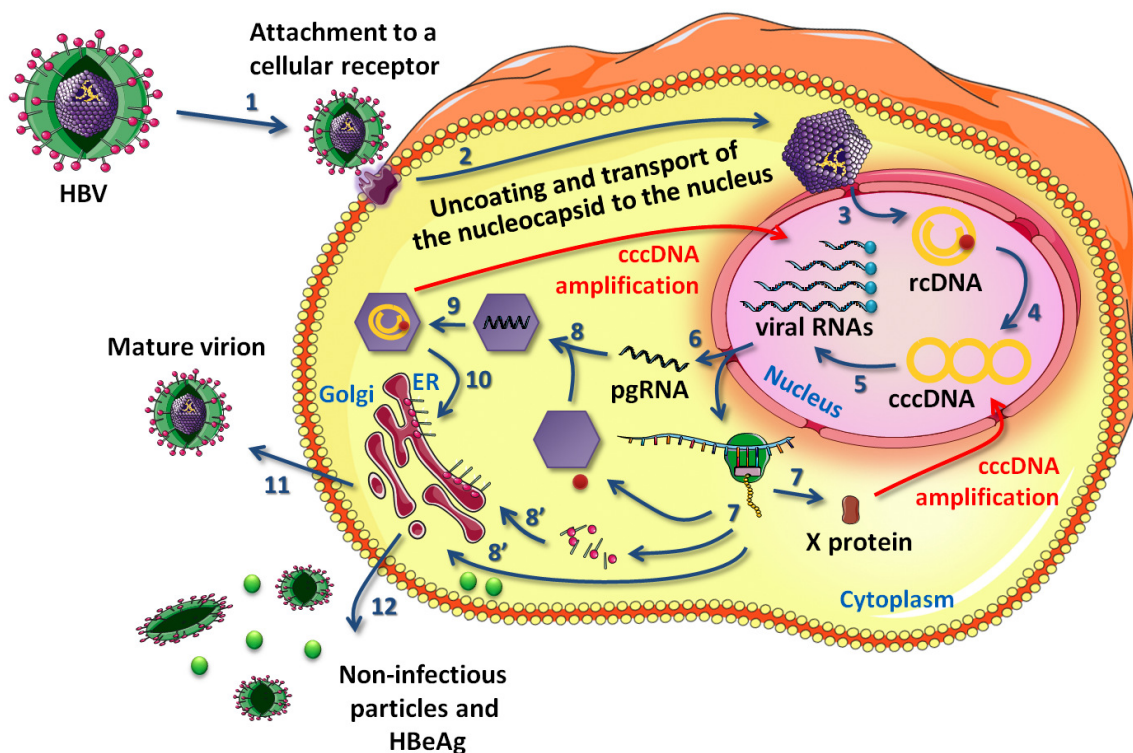 Attachment to a
cellular receptor
1
HBV
2
Uncoating and transport of
the nucleocapsid to the nucleus
3
rcDNA
4
cccDNA
amplification
viral RNAs
5
cccDNA
Nucleus
6
pgRNA
8
9
10
Mature virion
Golgi
ER
11
7
7
X protein
cccDNA
amplification
8'
8'
Cytoplasm
12
Non-infectious
particles and
HBeAg